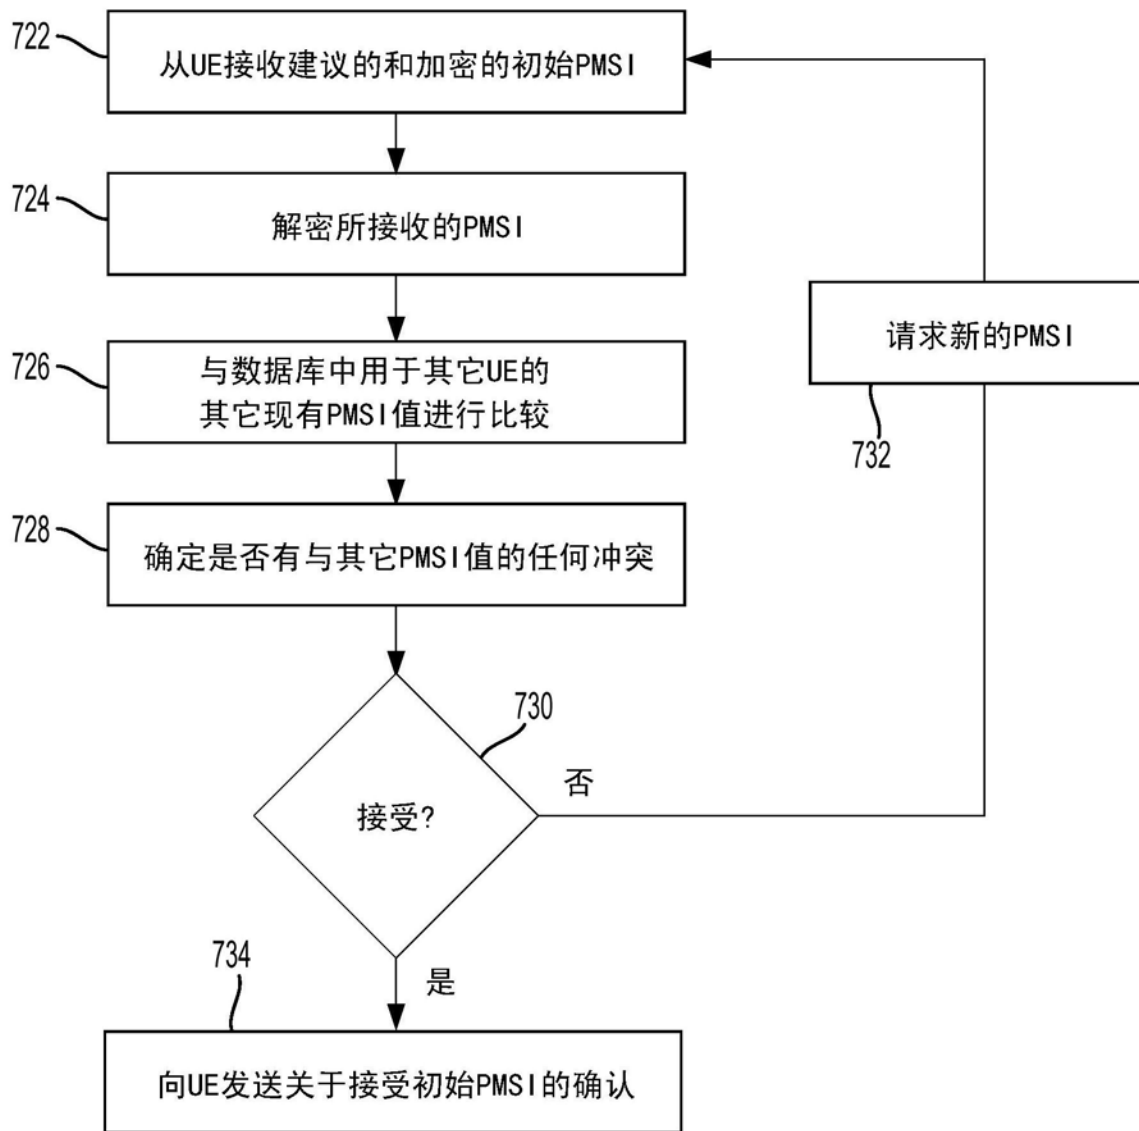 722
从UE接收建议的和加密的初始PMSI
724
解密所接收的PMSI
726
与数据库中用于其它UE的
其它现有PMSI值进行比较
请求新的PMSI
732
728
确定是否有与其它PMSI值的任何冲突
730
接受?
否
是
734
向UE发送关于接受初始PMSI的确认